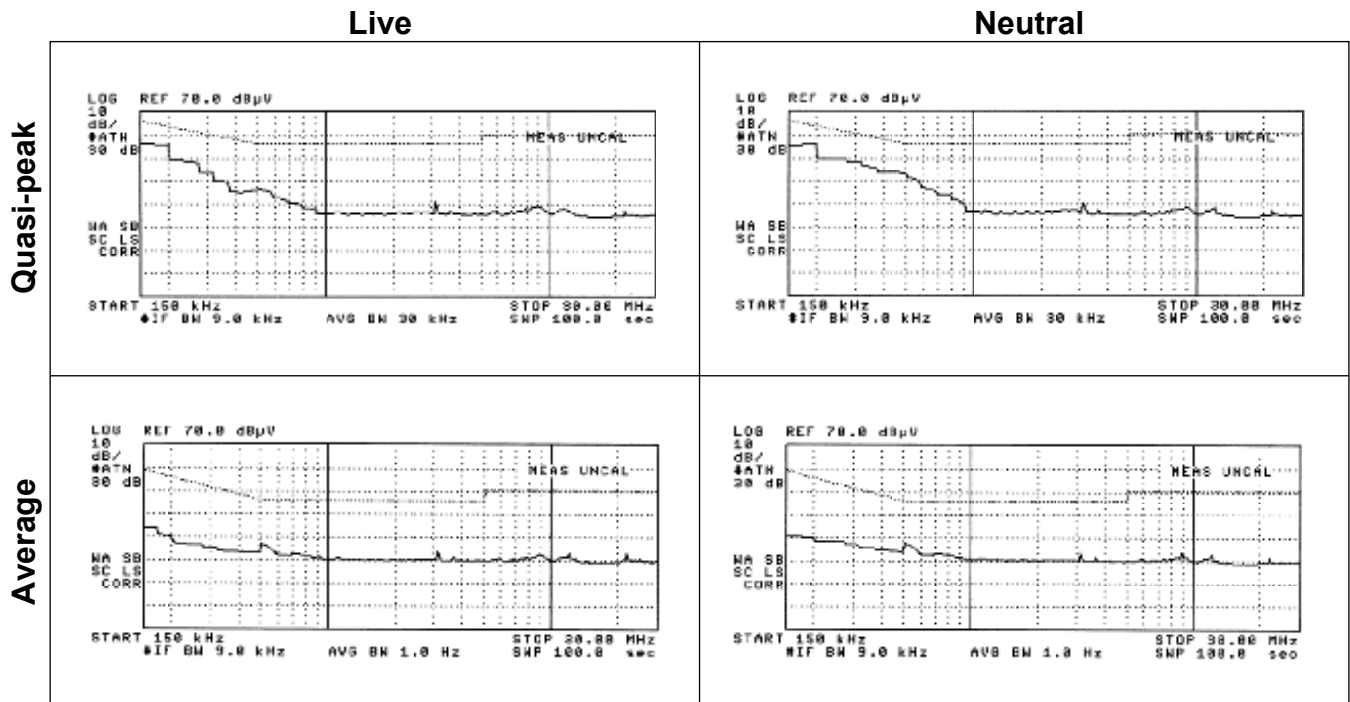 Live
Neutral
Quasi-peak
LOG REF 70.0 dBµV
10
dB/
#ATN
30 dB
MEAS UNCAL
WA SB
SC LS
CORR
START 150 kHz
STOP 30.00 MHz
#IF BW 9.0 kHz
AVG BW 30 kHz
SWP 100.0 sec
LOG REF 70.0 dBµV
10
dB/
#ATN
30 dB
MEAS UNCAL
WA SB
SC LS
CORR
START 150 kHz
STOP 30.00 MHz
#IF BW 9.0 kHz
AVG BW 30 kHz
SWP 100.0 sec
Average
LOG REF 70.0 dBµV
10
dB/
#ATN
30 dB
MEAS UNCAL
WA SB
SC LS
CORR
START 150 kHz
STOP 30.00 MHz
#IF BW 9.0 kHz
AVG BW 1.0 Hz
SWP 100.0 sec
LOG REF 70.0 dBµV
10
dB/
#ATN
30 dB
MEAS UNCAL
WA SB
SC LS
CORR
START 150 kHz
STOP 30.00 MHz
#IF BW 9.0 kHz
AVG BW 1.0 Hz
SWP 100.0 sec